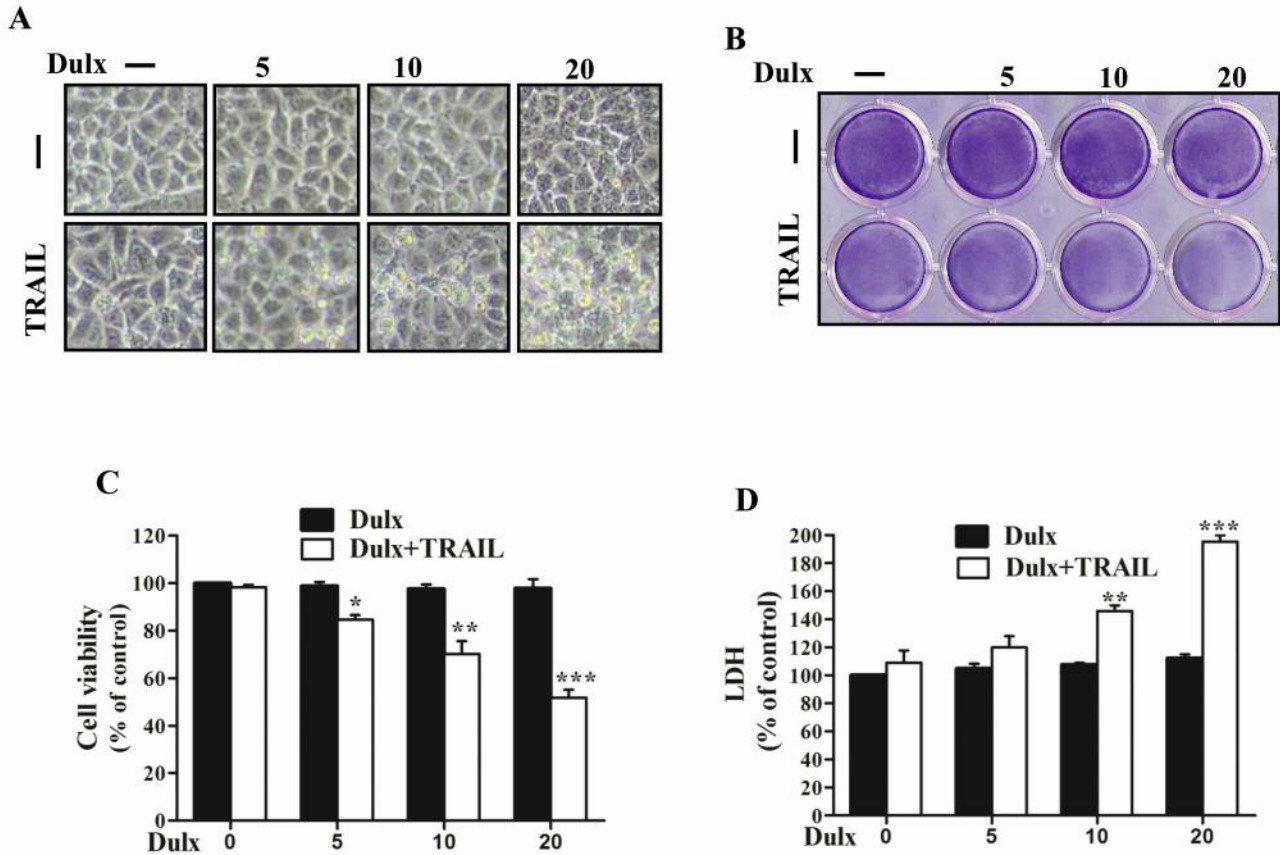 A
Dulx — 5 10 20
—
TRAIL
B
Dulx — 5 10 20
—
TRAIL
C
Dulx
Dulx+TRAIL
Cell viability
(% of control)
120
100
80
60
40
20
0
*
**
***
Dulx 0 5 10 20
D
Dulx
Dulx+TRAIL
LDH
(% of control)
200
180
160
140
120
100
80
60
40
20
0
**
***
Dulx 0 5 10 20